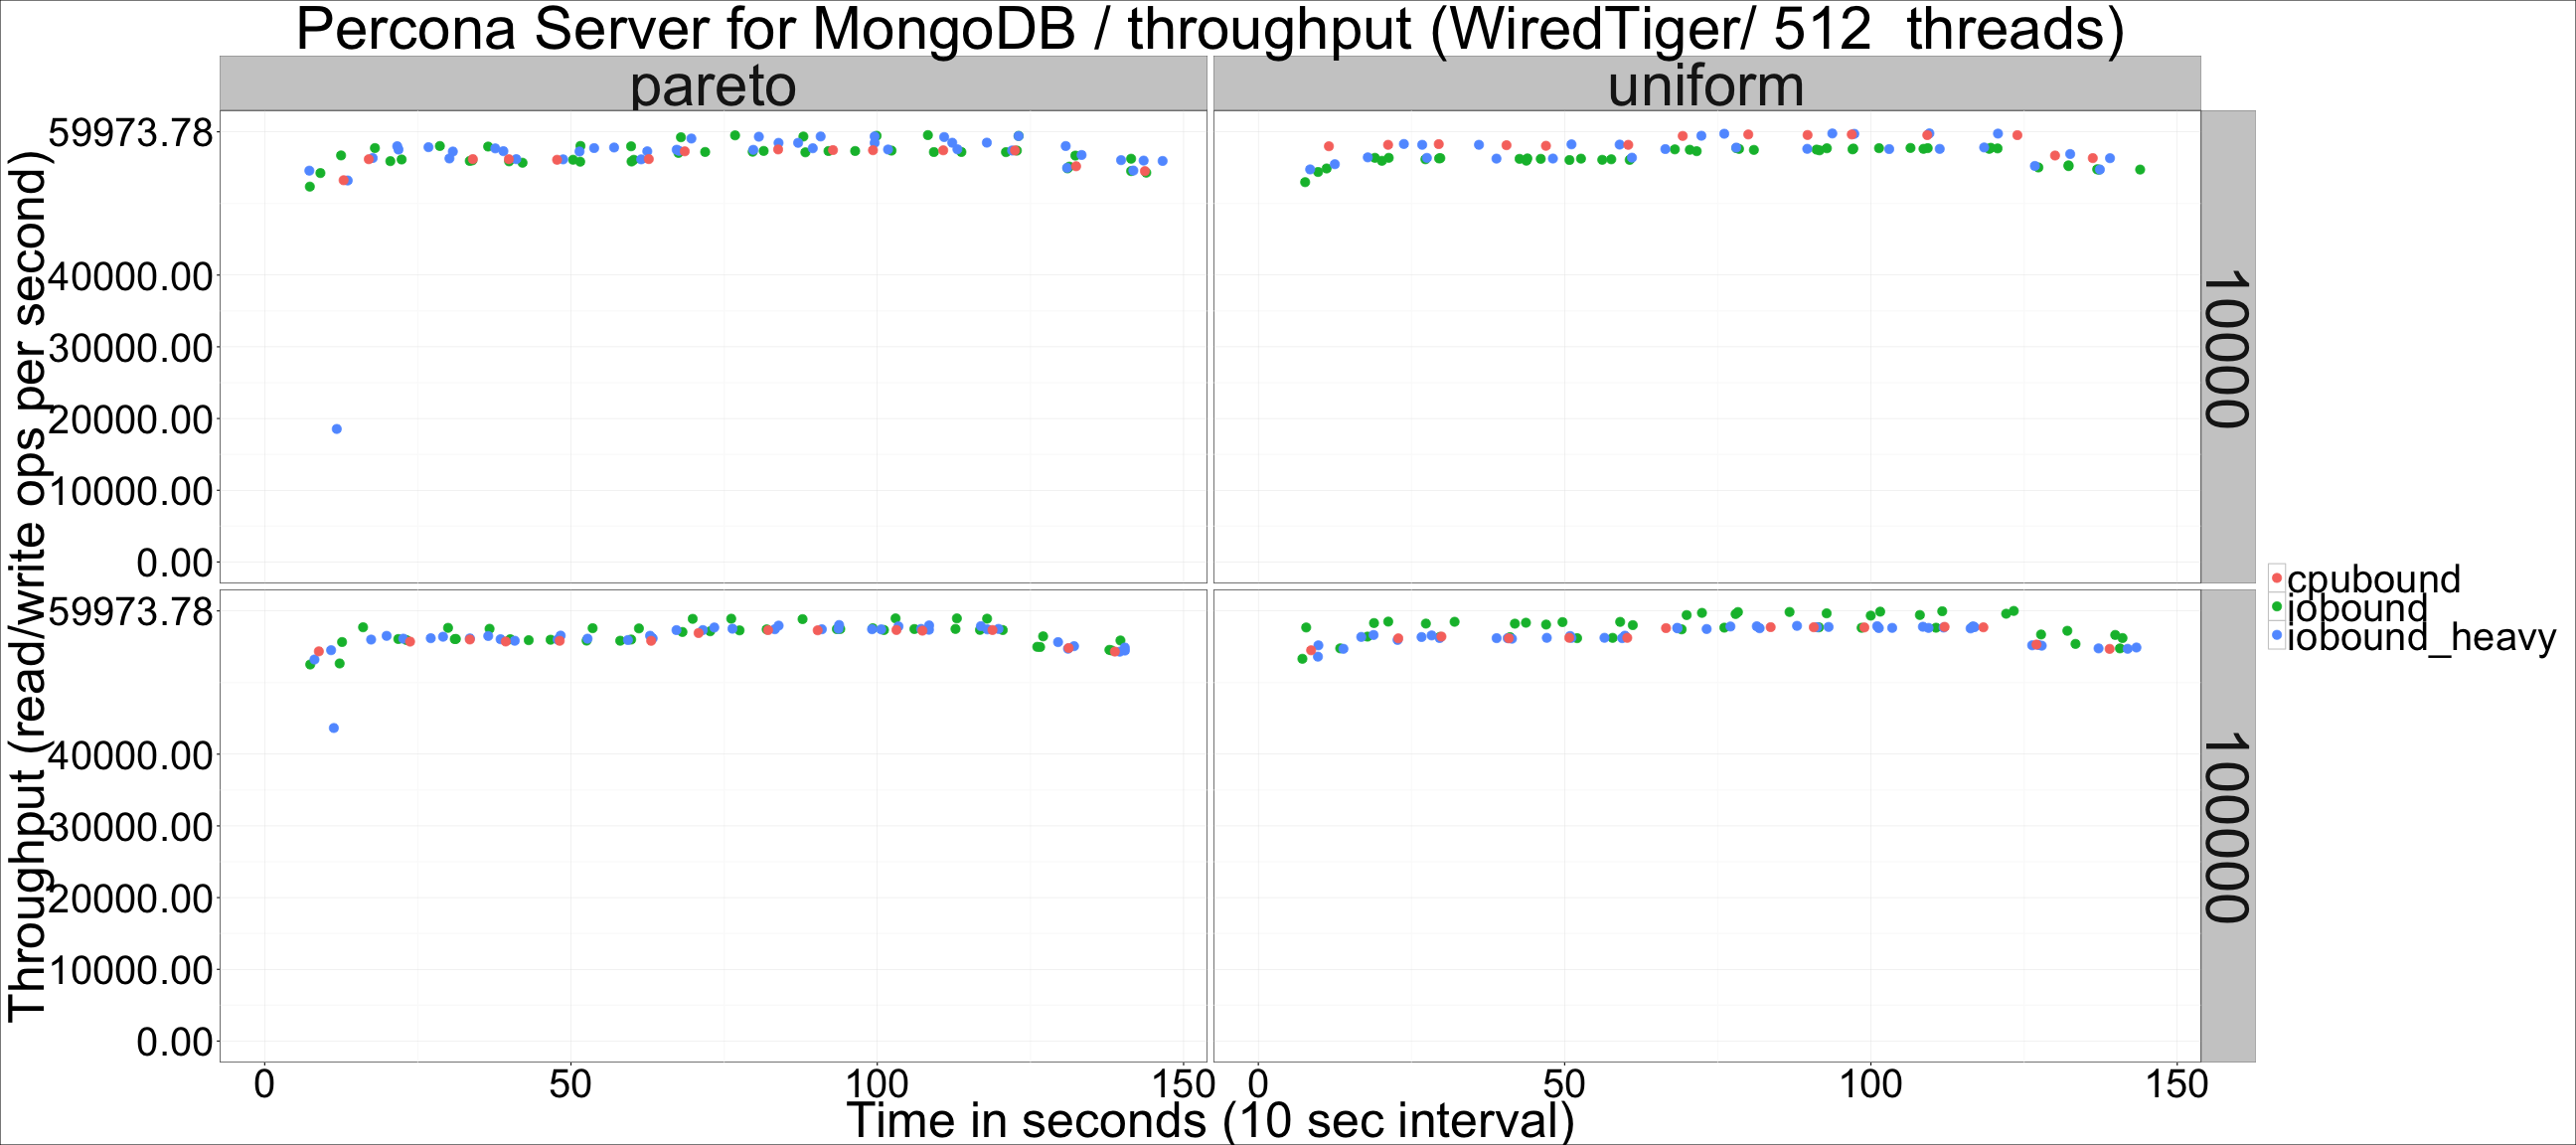 Percona Server for MongoDB / throughput (WiredTiger/ 512  threads)
pareto
uniform
Throughput (read/write ops per second)
59973.78
40000.00
30000.00
20000.00
10000.00
0.00
10000
59973.78
40000.00
30000.00
20000.00
10000.00
0.00
1000000
cpubound
iobound
iobound_heavy
0 50 100 150 0 50 100 150
Time in seconds (10 sec interval)